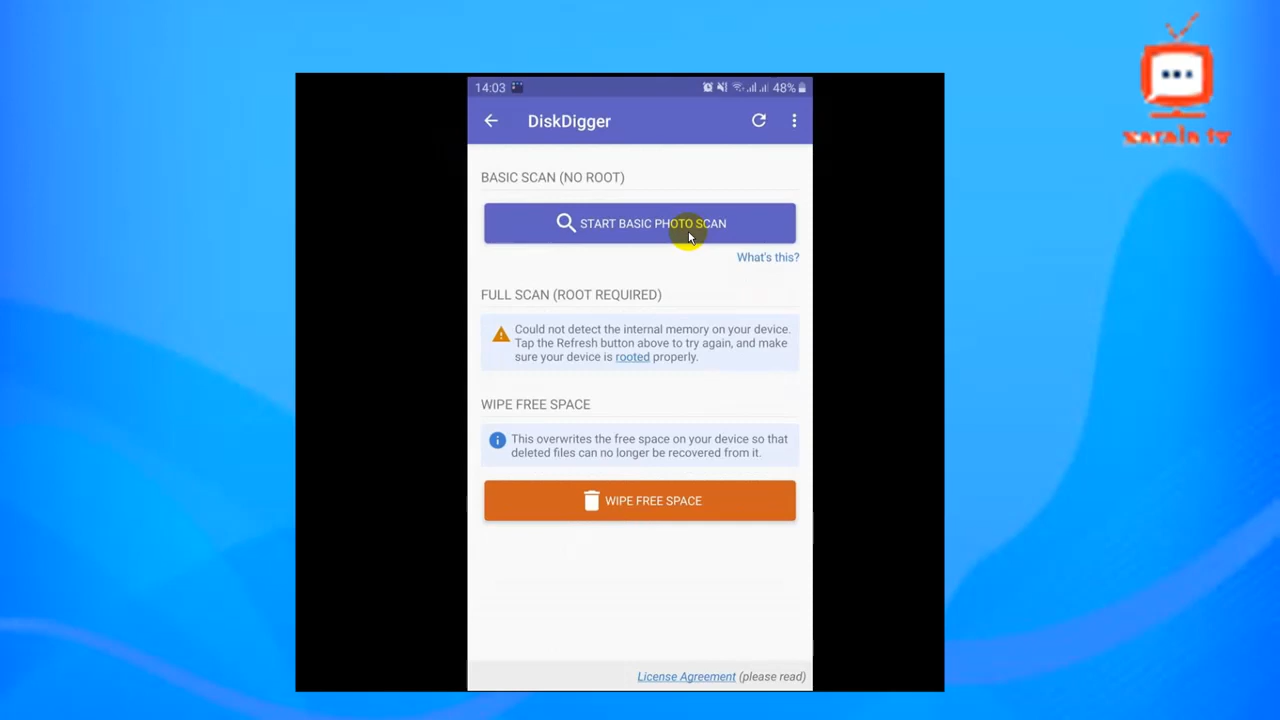 14:03
48%
DiskDigger
BASIC SCAN (NO ROOT)
START BASIC PHOTO SCAN
What's this?
FULL SCAN (ROOT REQUIRED)
Could not detect the internal memory on your device.
Tap the Refresh button above to try again, and make
sure your device is rooted properly.
WIPE FREE SPACE
This overwrites the free space on your device so that
deleted files can no longer be recovered from it.
WIPE FREE SPACE
License Agreement (please read)